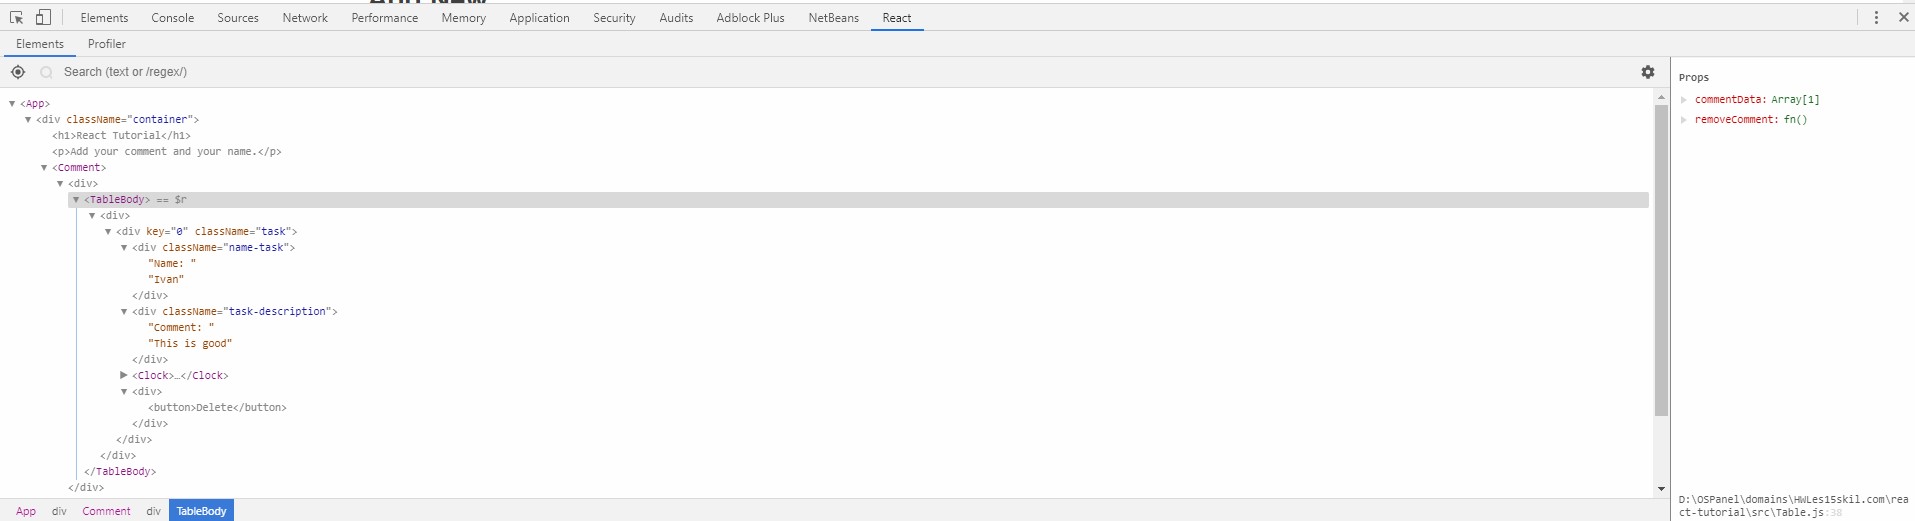 Elements Console Sources Network Performance Memory Application Security Audits Adblock Plus NetBeans React
Elements Profiler
Search (text or /regex/)
<App>
<div className="container">
<h1>React Tutorial</h1>
<p>Add your comment and your name.</p>
<Comment>
<div>
<TableBody> == $r
<div>
<div key="0" className="task">
<div className="name-task">
"Name: "
"Ivan"
</div>
<div className="task-description">
"Comment: "
"This is good"
</div>
<Clock>…</Clock>
<div>
<button>Delete</button>
</div>
</div>
</div>
</TableBody>
</div>
App div Comment div TableBody
Props
commentData: Array[1]
removeComment: fn()
D:\OSPanel\domains\HWLes15skil.com\rea
ct-tutorial\src\Table.js:38